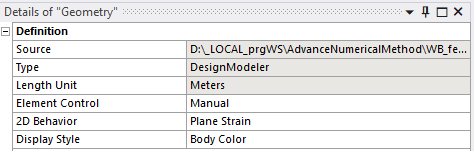 Details of "Geometry"
Definition
Source D:\_LOCAL_prgWS\AdvanceNumericalMethod\WB_fe...
Type DesignModeler
Length Unit Meters
Element Control Manual
2D Behavior Plane Strain
Display Style Body Color